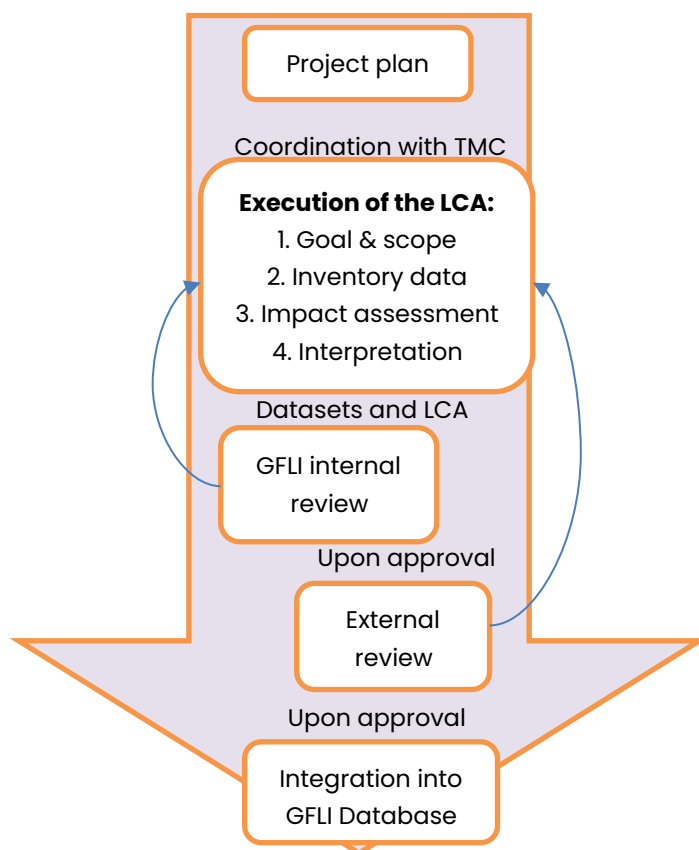 Project plan
Coordination with TMC
Execution of the LCA:
1. Goal & scope
2. Inventory data
3. Impact assessment
4. Interpretation
Datasets and LCA
GFLI internal
review
Upon approval
External
review
Upon approval
Integration into
GFLI Database